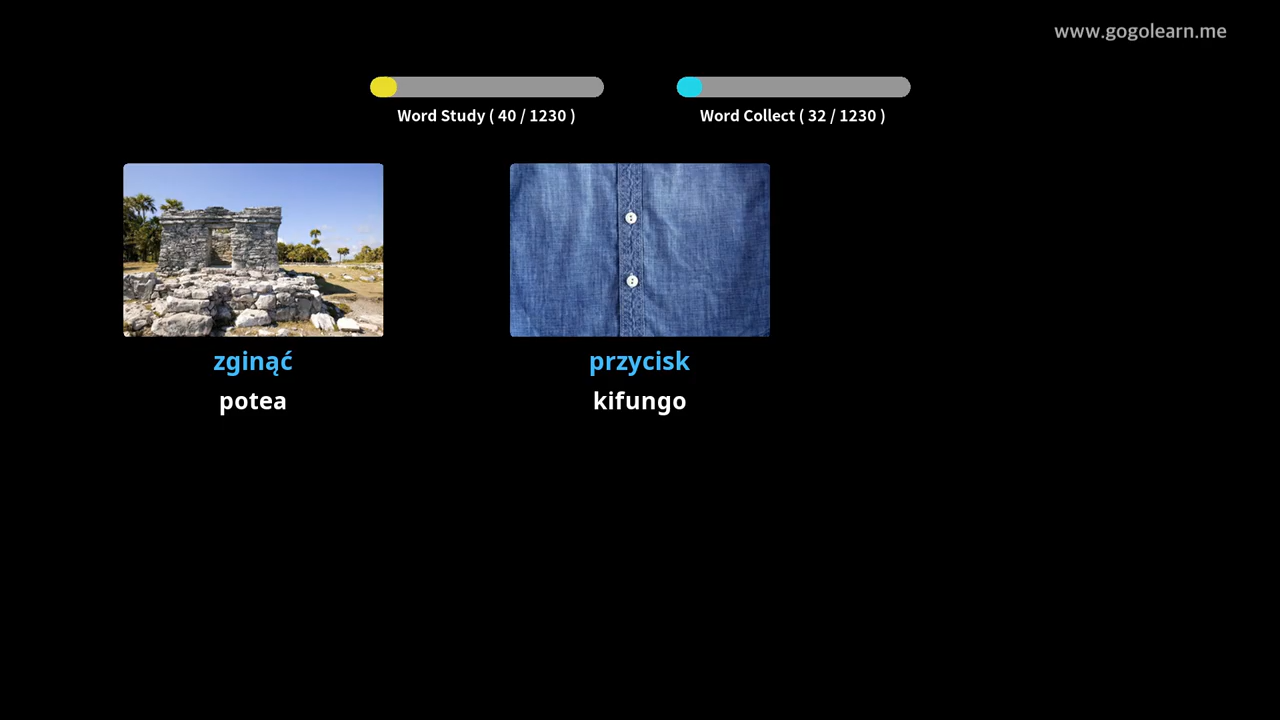 www.gogolearn.me
Word Study ( 40 / 1230 )
Word Collect ( 32 / 1230 )
zginąć
potea
przycisk
kifungo